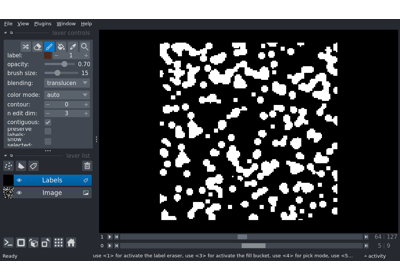 File View Plugins Window Help
layer controls
label: 1
opacity: 0.70
brush size: 15
blending: translucen
color mode: auto
contour: 0
n edit dim: 3
contiguous:
preserve
labels:
show
selected:
layer list
Labels
Image
1 64 127
0 5 9
Ready use <1> for activate the label eraser, use <3> for activate the fill bucket, use <4> for pick mode, use <5... activity